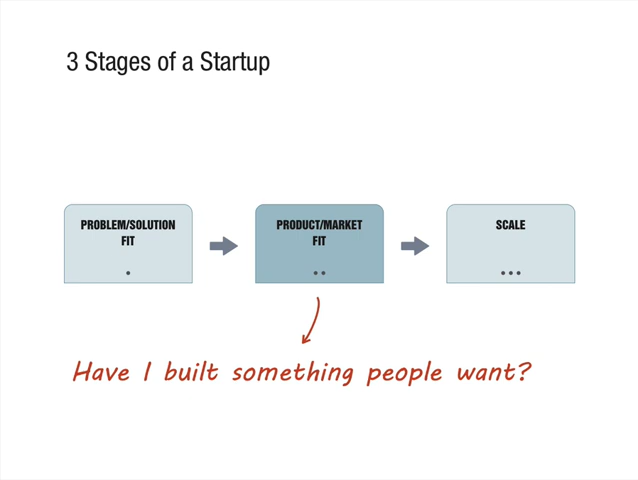 3 Stages of a Startup
PROBLEM/SOLUTION
FIT
PRODUCT/MARKET
FIT
SCALE
Have I built something people want?